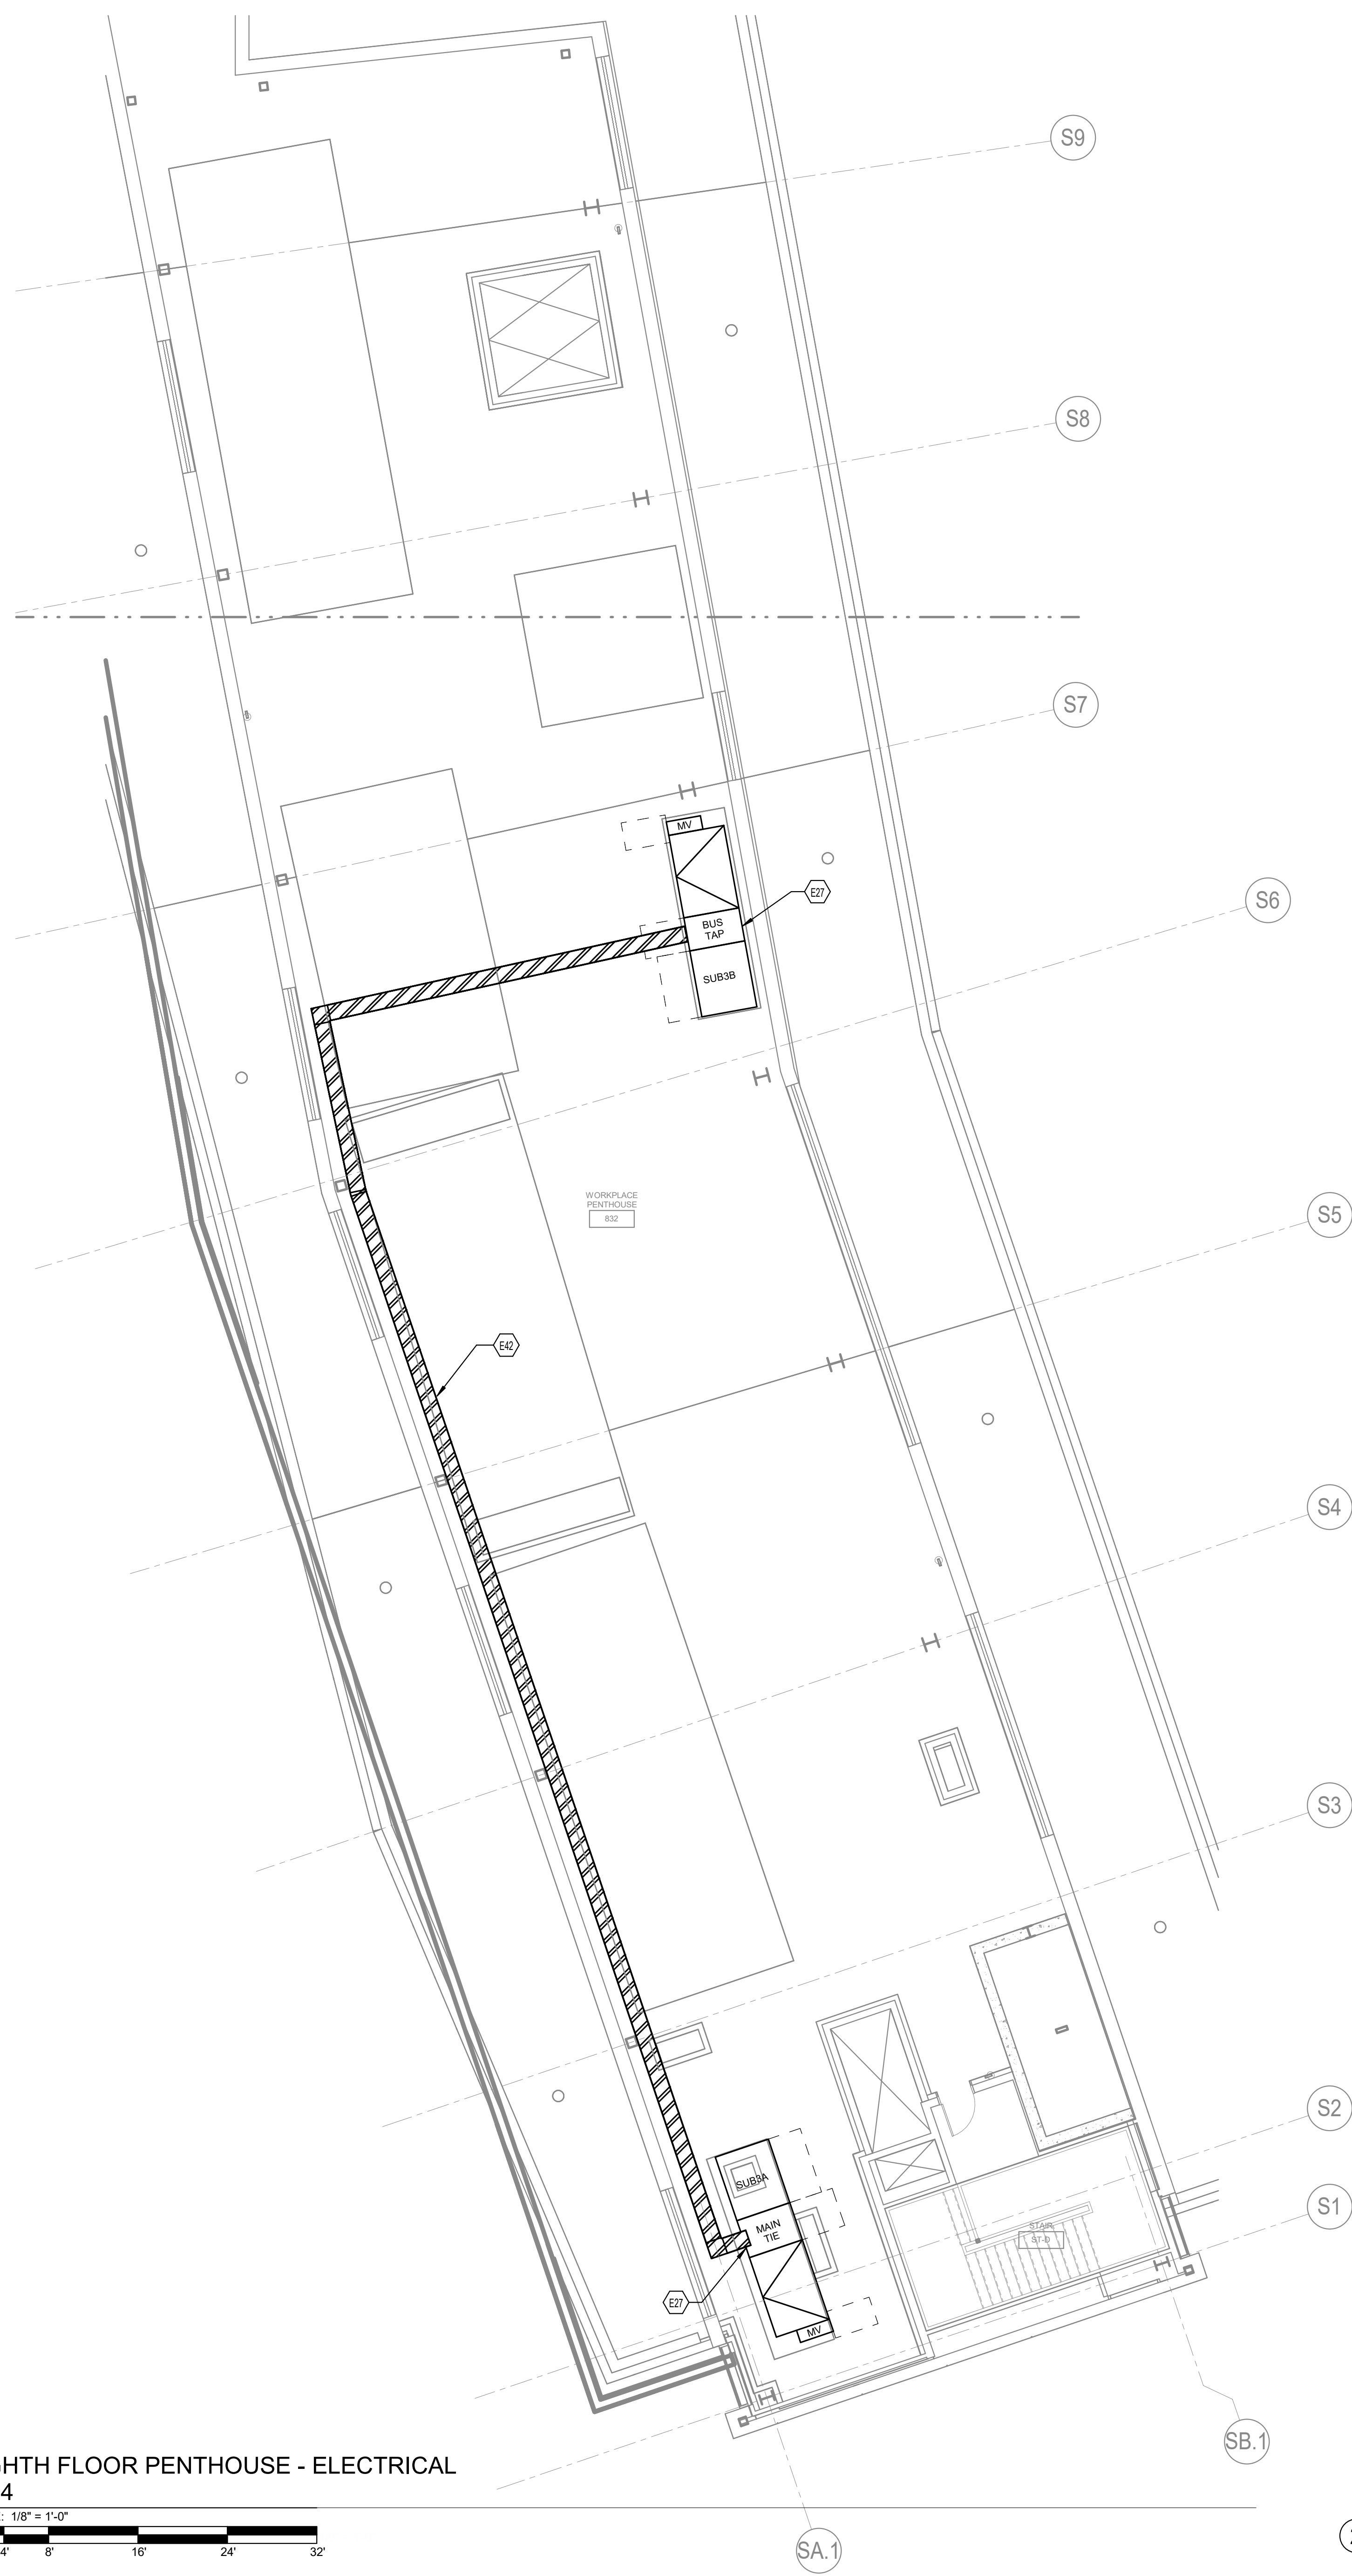 S9
S8
S7
MV
E27
S6
BUS
TAP
SUB3B
WORKPLACE
PENTHOUSE
832
S5
E42
S4
S3
S2
SUB3A
S1
MAIN
TIE
STAIR
ST-D
E27
MV
SB.1
HTH FLOOR PENTHOUSE - ELECTRICAL
4
: 1/8" = 1'-0"
4' 8' 16' 24' 32'
SA.1